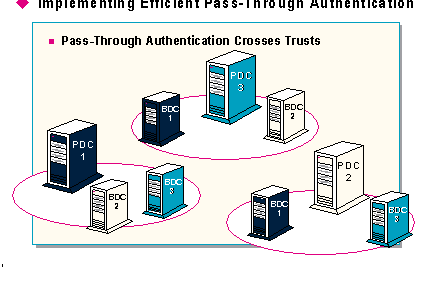 Implementing Efficient Pass-Through Authentication
Pass-Through Authentication Crosses Trusts
PDC
3
BDC
1
BDC
2
PDC
1
BDC
2
BDC
3
PDC
2
BDC
1
BDC
3